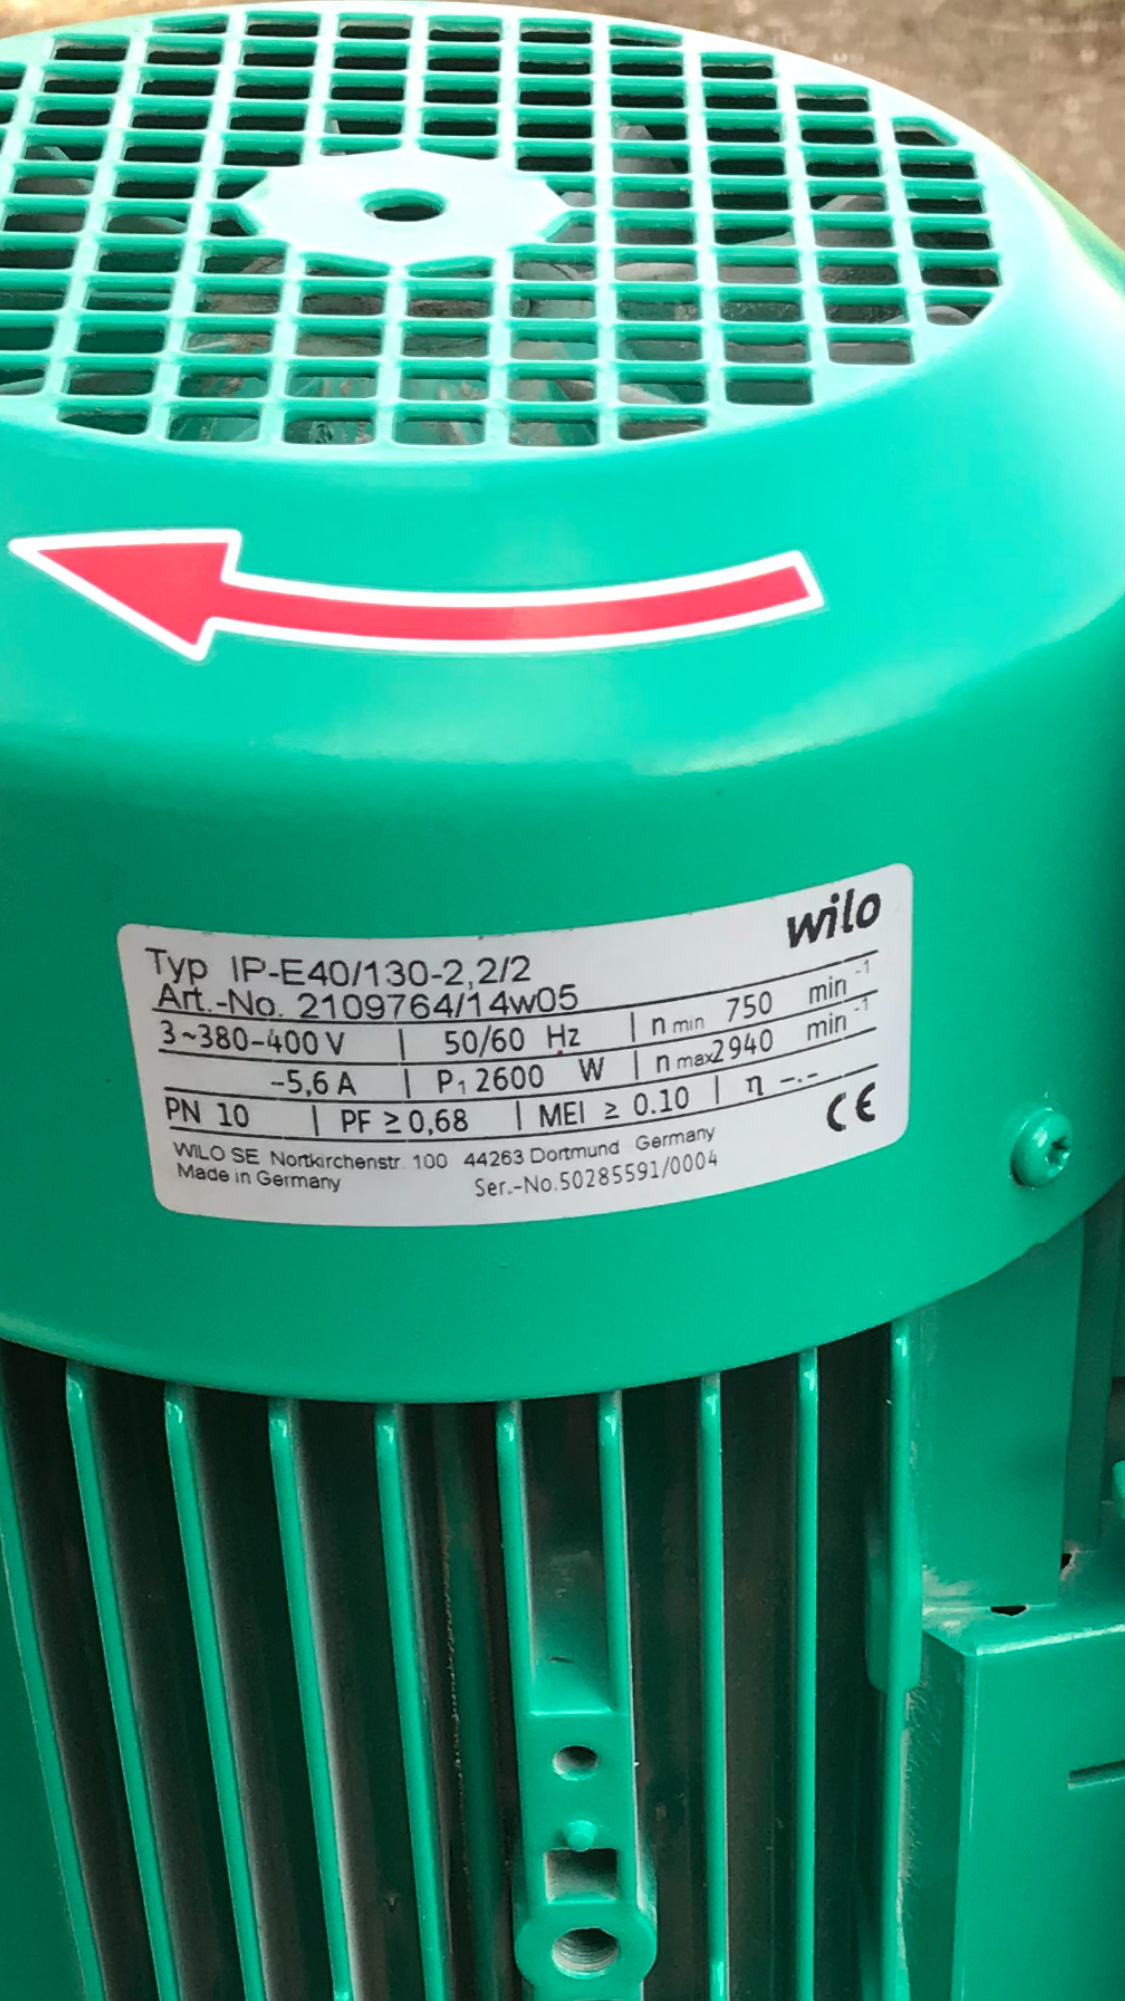 wilo
Typ IP-E40/130-2,2/2
Art.-No. 2109764/14w05
3~380-400 V | 50/60 Hz | n min 750 min -1
-5,6 A | P1 2600 W | n max2940 min -1
PN 10 | PF ≥ 0,68 | MEI ≥ 0.10 | η -.-
CE
WILO SE Nortkirchenstr. 100 44263 Dortmund Germany
Made in Germany Ser.-No.50285591/0004